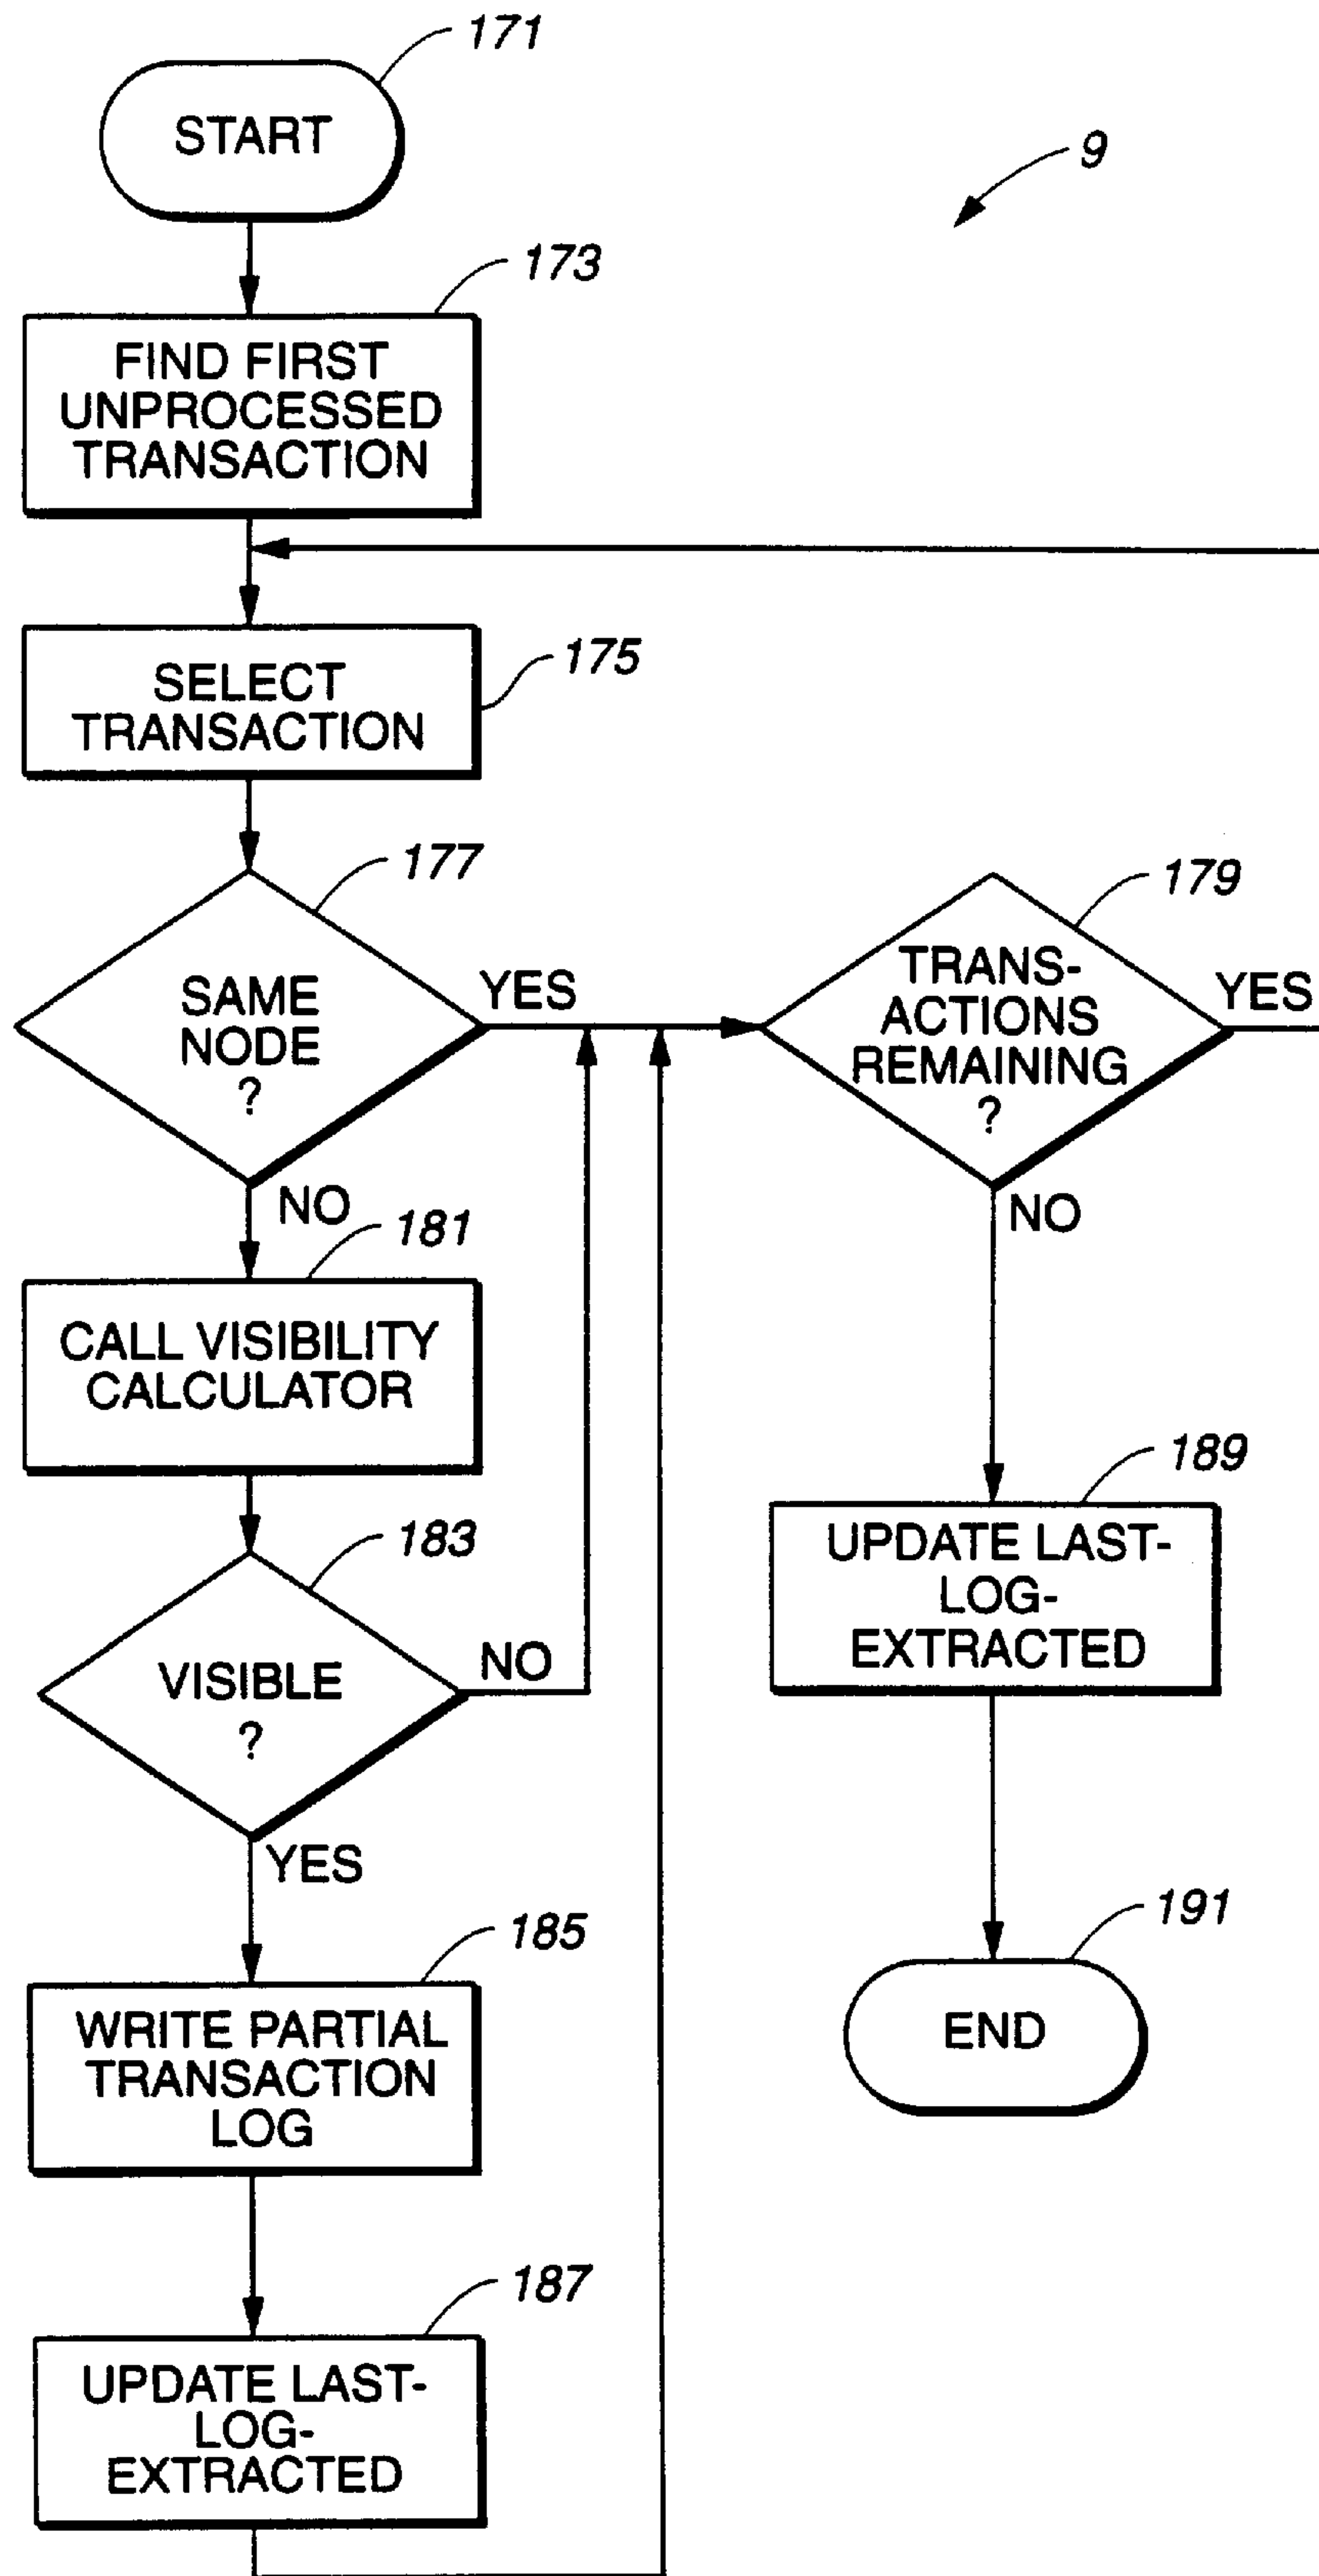 171
START
9
173
FIND FIRST
UNPROCESSED
TRANSACTION
175
SELECT
TRANSACTION
177
SAME
NODE
?
YES
NO
179
TRANS-
ACTIONS
REMAINING
?
YES
NO
181
CALL VISIBILITY
CALCULATOR
183
VISIBLE
?
NO
YES
185
WRITE PARTIAL
TRANSACTION
LOG
187
UPDATE LAST-
LOG-
EXTRACTED
189
UPDATE LAST-
LOG-
EXTRACTED
191
END